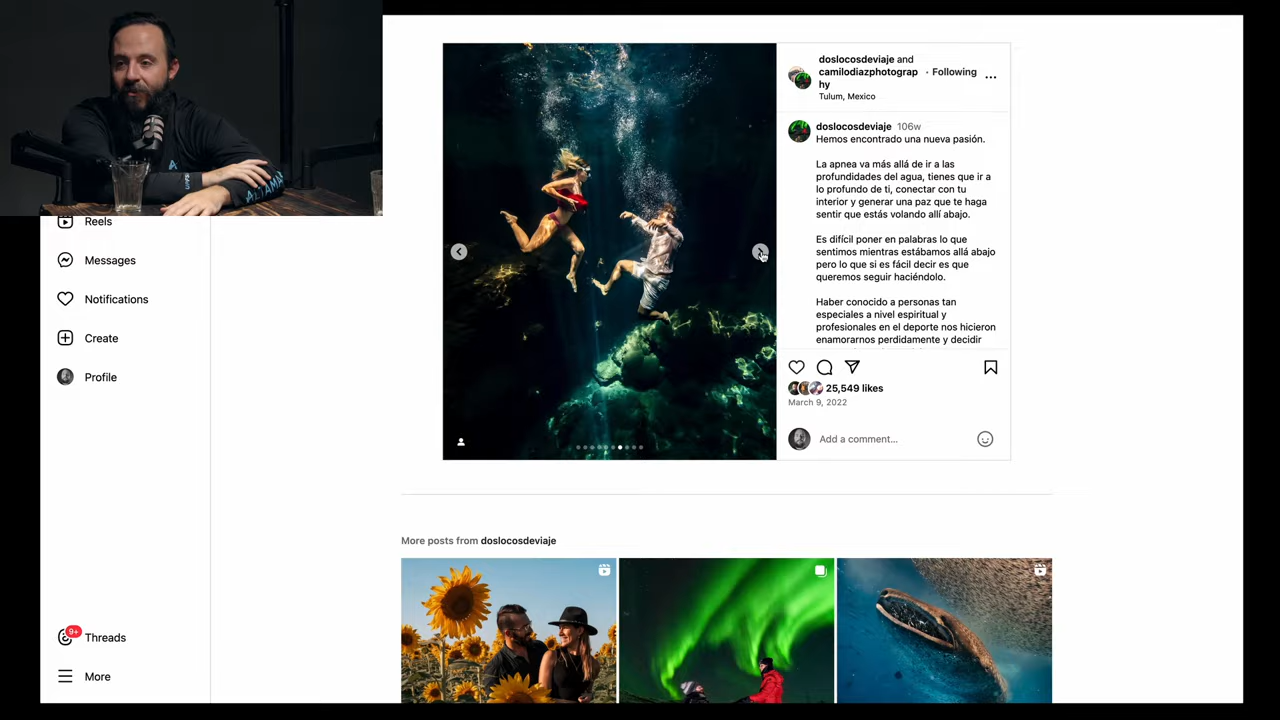 ALTAMAR
doslocosdeviaje and
camilodiazphotograp
hy
· Following
Tulum, Mexico
doslocosdeviaje 106w
Hemos encontrado una nueva pasión.
La apnea va más allá de ir a las
profundidades del agua, tienes que ir a
lo profundo de ti, conectar con tu
interior y generar una paz que te haga
sentir que estás volando allí abajo.
Es difícil poner en palabras lo que
sentimos mientras estábamos allá abajo
pero lo que si es fácil decir es que
queremos seguir haciéndolo.
Haber conocido a personas tan
especiales a nivel espiritual y
profesionales en el deporte nos hicieron
enamorarnos perdidamente y decidir
25,549 likes
March 9, 2022
Add a comment...
Reels
Messages
Notifications
Create
Profile
9+
Threads
More
More posts from doslocosdeviaje